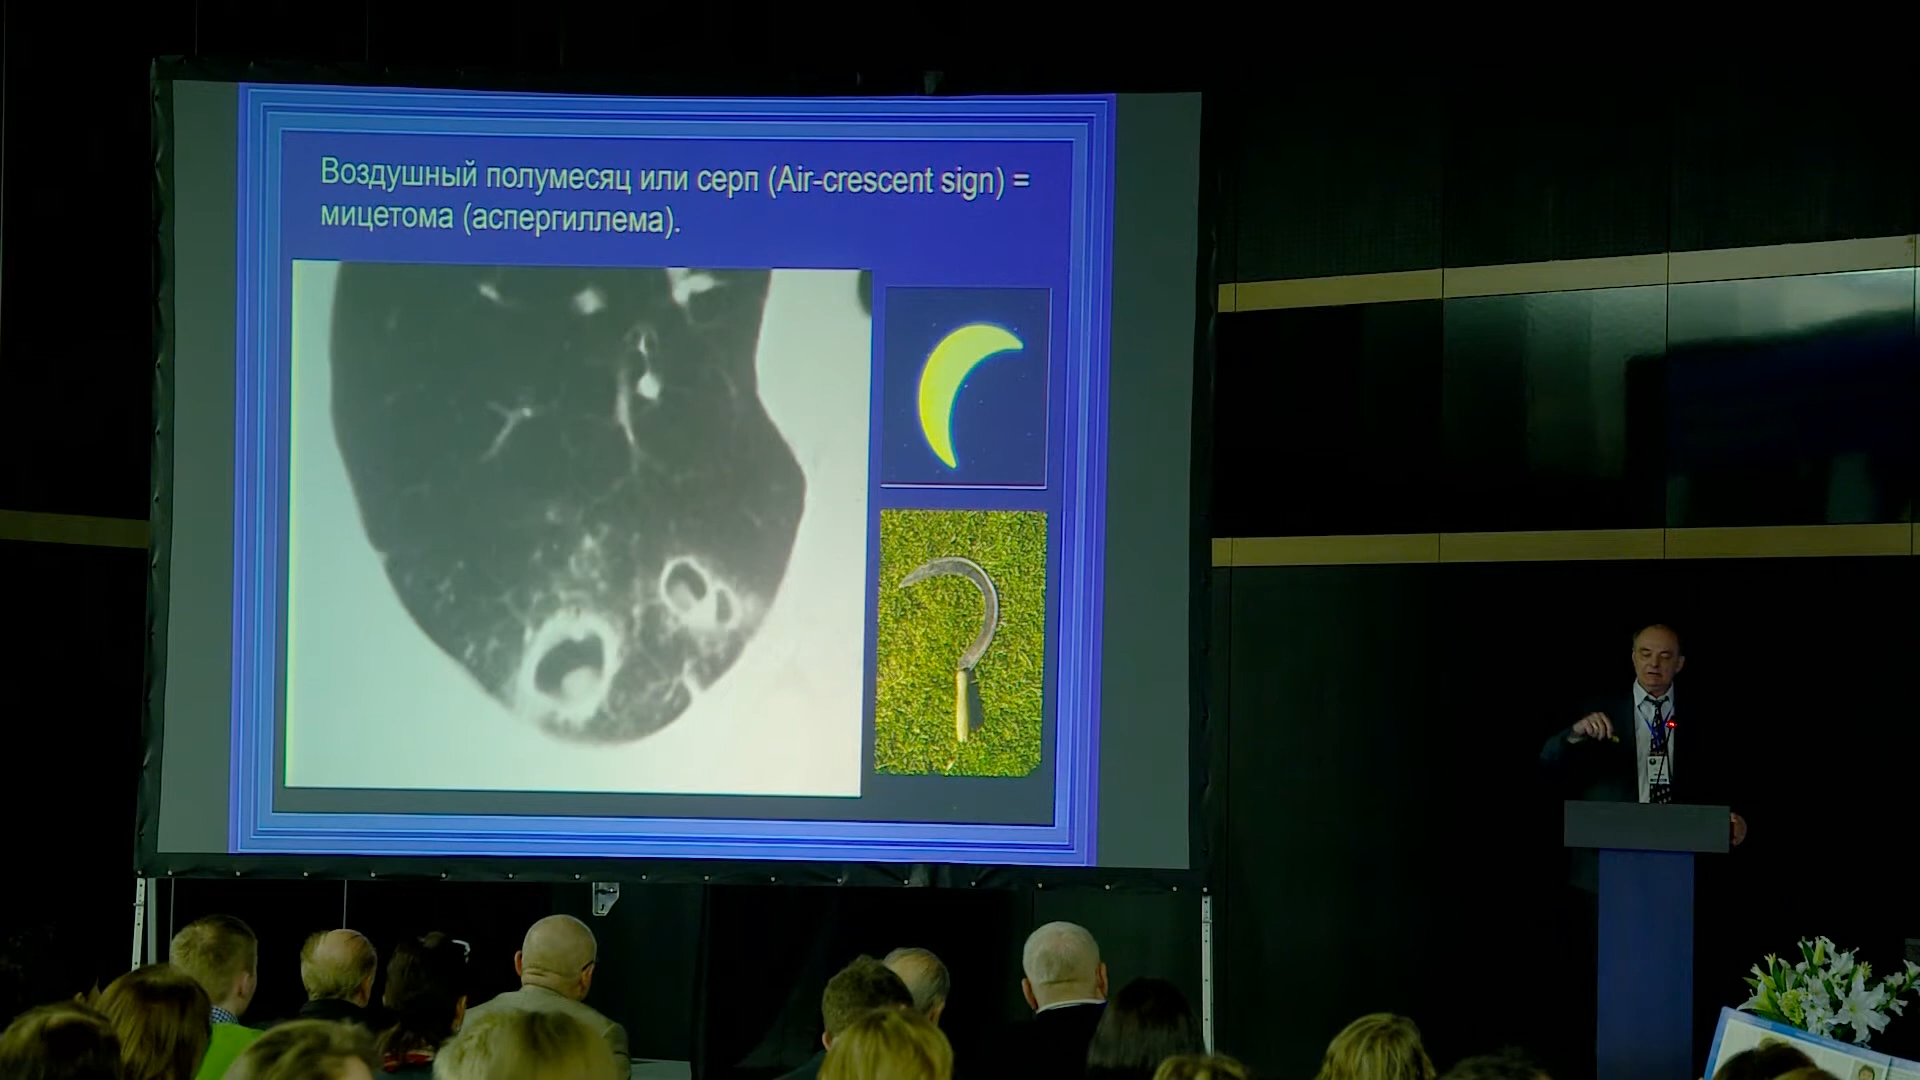 Воздушный полумесяц или серп (Air-crescent sign) =
мицетома (аспергиллема).